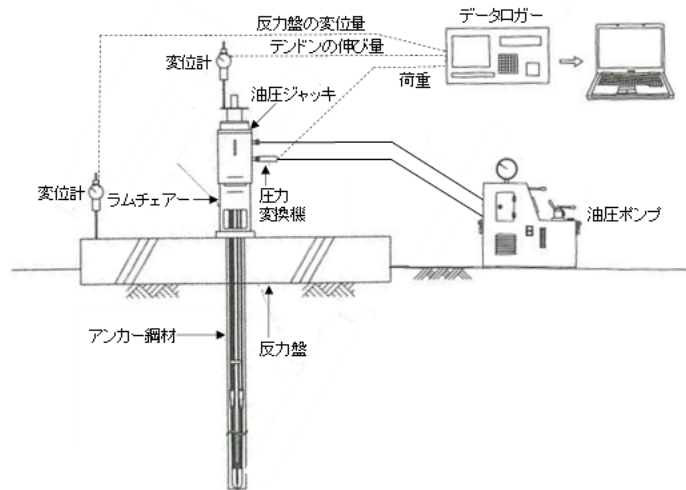 データロガー
反力盤の変位量
テンドンの伸び量
変位計
荷重
油圧ジャッキ
変位計
ラムチェアー
圧力
変換機
油圧ポンプ
アンカー鋼材
反力盤